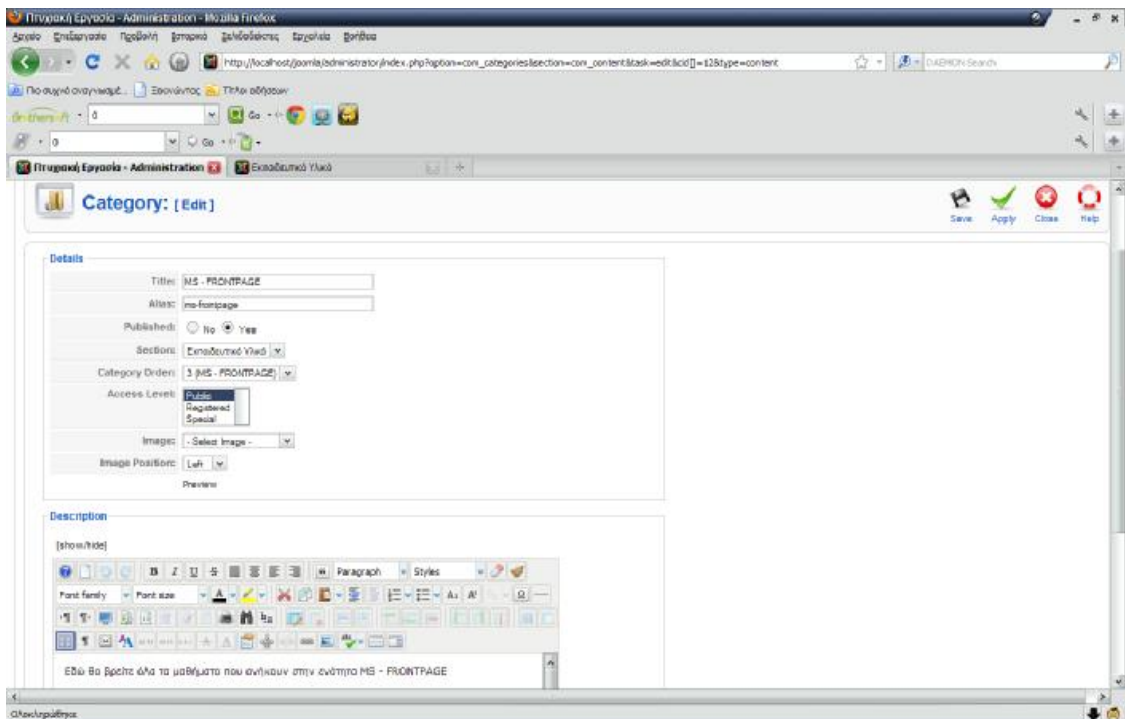 Πτυχιακή Εργασία - Administration - Mozilla Firefox
Αρχείο Επεξεργασία Προβολή Ιστορικό Σελιδοδείκτες Εργαλεία Βοήθεια
http://localhost/joomla/administrator/index.php?option=com_categories&section=com_content&task=edit&cid[]=12&type=content
DAEMON Search
Ξεκινώντας Τίτλοι ειδήσεων
Go
Go
Πτυχιακή Εργασία - Administration Εκπαιδευτικό Υλικό
Category: [ Edit ]
Save Apply Close Help
Details
Title: MS - FRONTPAGE
Alias: ms-frontpage
Published: No Yes
Section: Εκπαιδευτικό Υλικό
Category Order: 3 (MS - FRONTPAGE)
Access Level: Public
Registered
Special
Image: - Select Image -
Image Position: Left
Preview
Description
[show/hide]
B I U S Paragraph Styles
Font family Font size
Εδώ θα βρείτε όλα τα μαθήματα που ανήκουν στην ενότητα MS - FRONTPAGE
Ολοκληρώθηκε